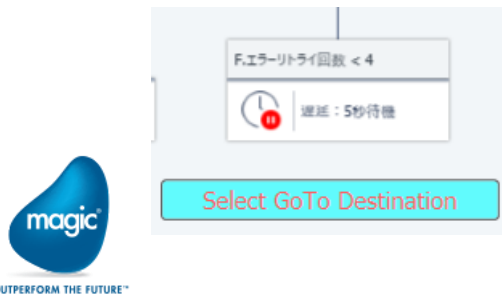 F.エラーリトライ回数 < 4
遅延：5秒待機
Select GoTo Destination
magic
OUTPERFORM THE FUTURE™